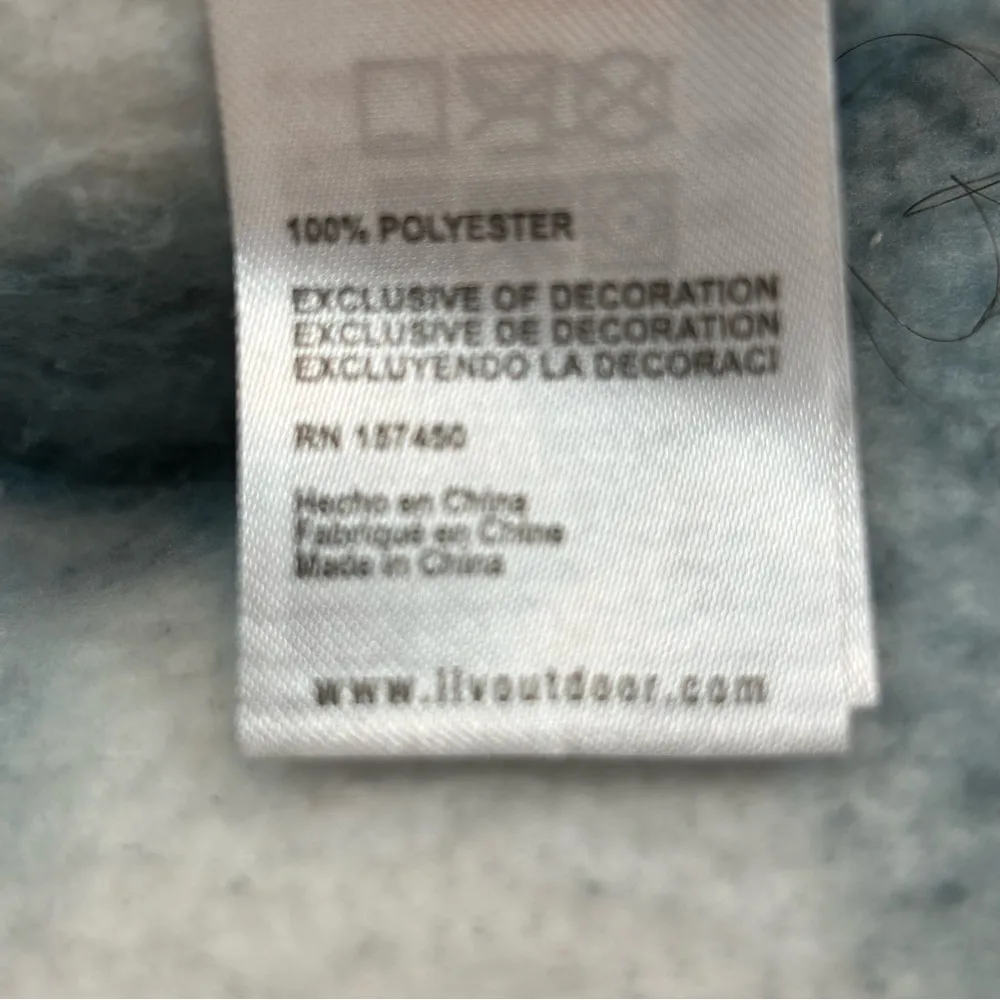 100% POLYESTER
EXCLUSIVE OF DECORATION
EXCLUSIVE DE DECORATION
EXCLUYENDO LA DECORACI
RN 157450
Hecho en China
Fabriqué en Chine
Made in China
www.livoutdoor.com